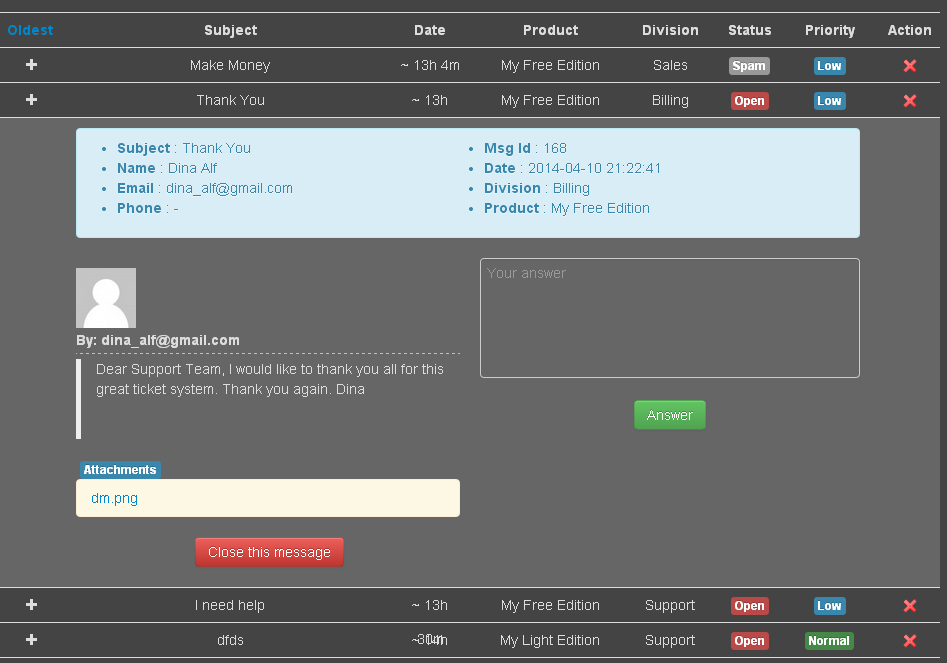 Oldest Subject Date Product Division Status Priority Action
Make Money ~ 13h 4m My Free Edition Sales Spam Low
Thank You ~ 13h My Free Edition Billing Open Low
Subject : Thank You
Name : Dina Alf
Email : dina_alf@gmail.com
Phone : -
Msg Id : 168
Date : 2014-04-10 21:22:41
Division : Billing
Product : My Free Edition
By: dina_alf@gmail.com
Dear Support Team, I would like to thank you all for this
great ticket system. Thank you again. Dina
Attachments
dm.png
Close this message
Your answer
Answer
I need help ~ 13h My Free Edition Support Open Low
dfds My Light Edition Support Open Normal